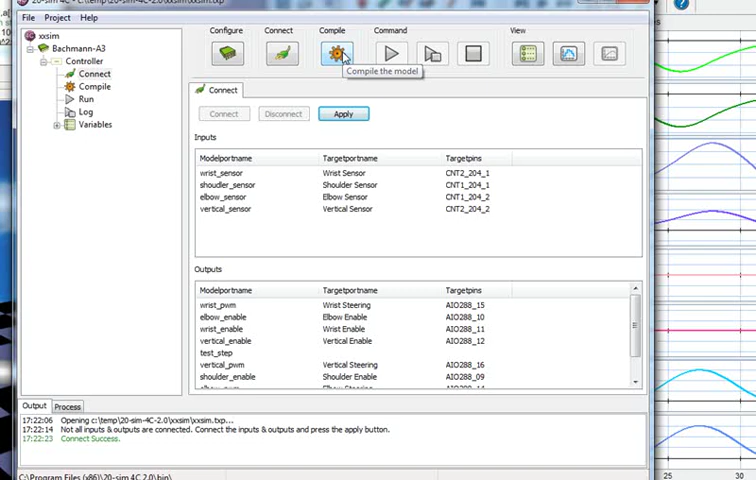 20-sim 4C - c:\temp\20-sim-4C-2.0\xxsim\xxsim.txp
File Project Help
xxsim
Bachmann-A3
Controller
Connect
Compile
Run
Log
Variables
Configure Connect Compile Command View
Compile the model
Connect
Connect Disconnect Apply
Inputs
Modelportname Targetportname Targetpins
wrist_sensor Wrist Sensor CNT2_204_1
shoudler_sensor Shoulder Sensor CNT1_204_1
elbow_sensor Elbow Sensor CNT1_204_2
vertical_sensor Vertical Sensor CNT2_204_2
Outputs
Modelportname Targetportname Targetpins
wrist_pwm Wrist Steering AIO288_15
elbow_enable Elbow Enable AIO288_10
wrist_enable Wrist Enable AIO288_11
vertical_enable Vertical Enable AIO288_12
test_step
vertical_pwm Vertical Steering AIO288_16
shoulder_enable Shoulder Enable AIO288_09
Output Process
17:22:06 Opening c:\temp\20-sim-4C-2.0\xxsim\xxsim.txp...
17:22:14 Not all inputs & outputs are connected. Connect the inputs & outputs and press the apply button.
17:22:23 Connect Success.
C:\Program Files (x86)\20-sim 4C 2.0\bin\
25 30